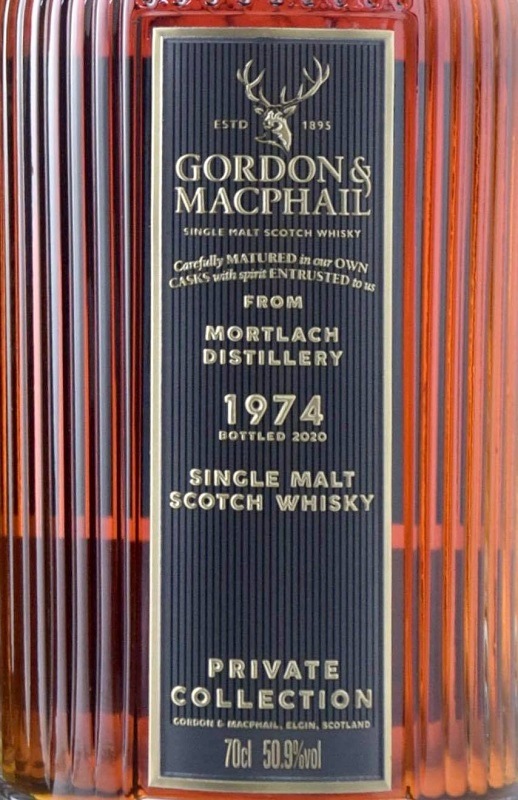 ESTD 1895
GORDON &
MACPHAIL
SINGLE MALT SCOTCH WHISKY
Carefully MATURED in our OWN
CASKS with spirit ENTRUSTED to us
FROM
MORTLACH
DISTILLERY
1974
BOTTLED 2020
SINGLE MALT
SCOTCH WHISKY
PRIVATE
COLLECTION
GORDON & MACPHAIL, ELGIN, SCOTLAND
70cl 50.9%vol